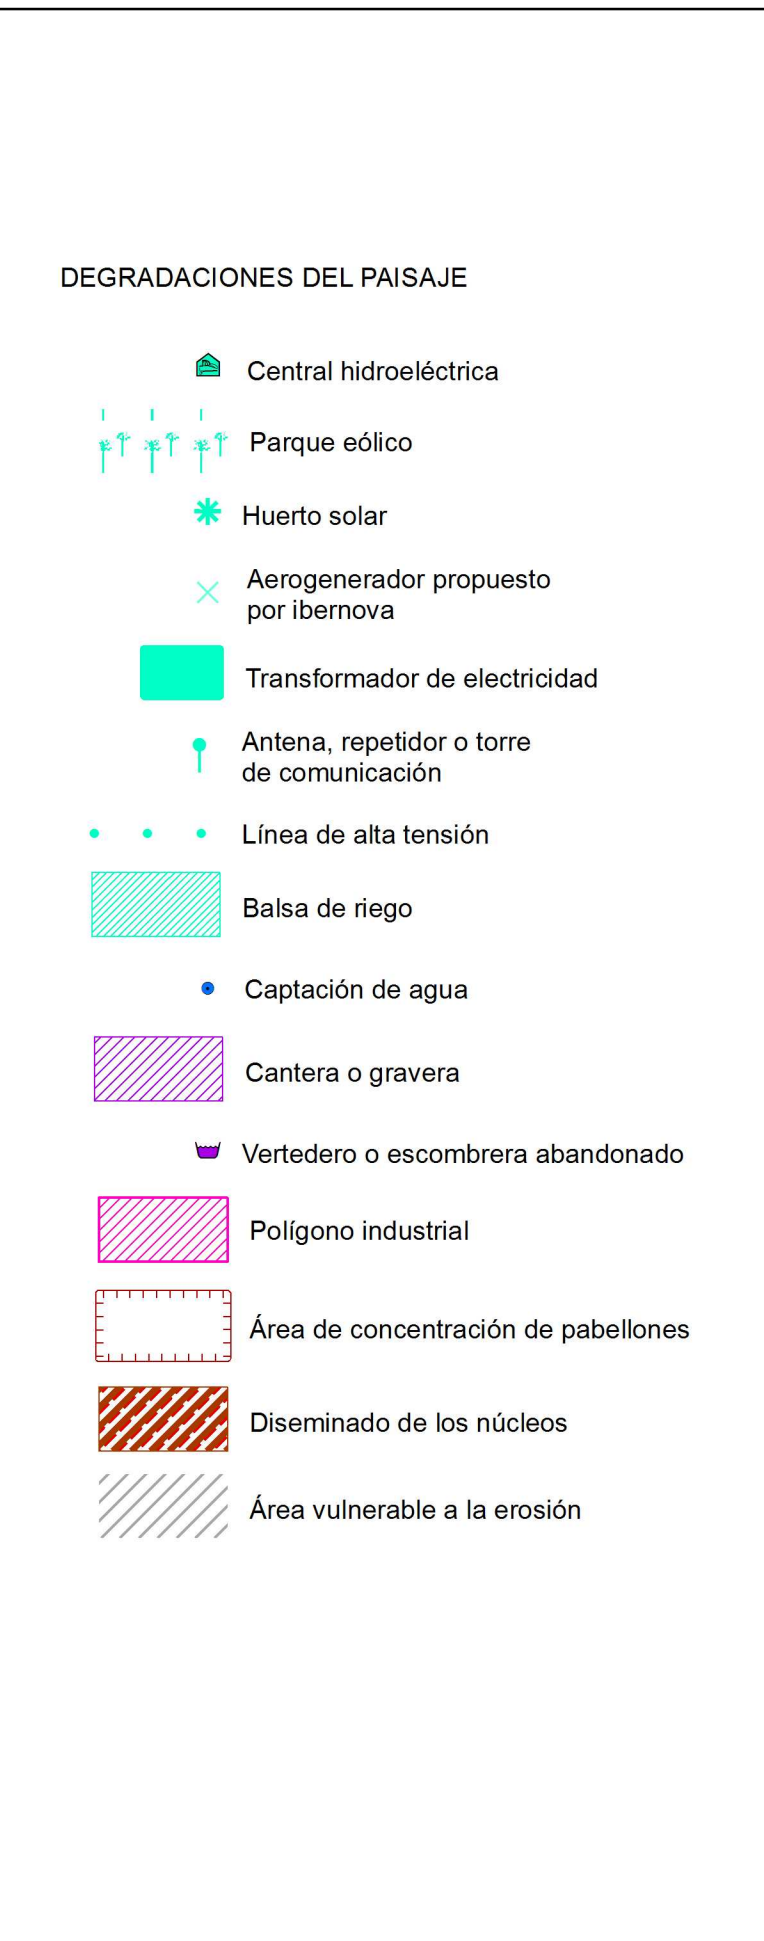 DEGRADACIONES DEL PAISAJE
Central hidroeléctrica
Parque eólico
Huerto solar
Aerogenerador propuesto
por ibernova
Transformador de electricidad
Antena, repetidor o torre
de comunicación
Línea de alta tensión
Balsa de riego
Captación de agua
Cantera o gravera
Vertedero o escombrera abandonado
Polígono industrial
Área de concentración de pabellones
Diseminado de los núcleos
Área vulnerable a la erosión